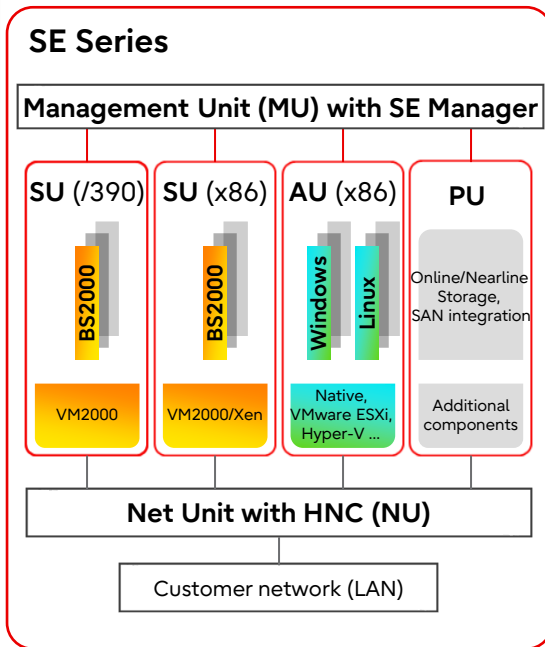 SE Series
Management Unit (MU) with SE Manager
SU (/390)
BS2000
VM2000
SU (x86)
BS2000
VM2000/Xen
AU (x86)
Windows
Linux
Native,
VMware ESXi,
Hyper-V ...
PU
Online/Nearline
Storage,
SAN integration
Additional
components
Net Unit with HNC (NU)
Customer network (LAN)